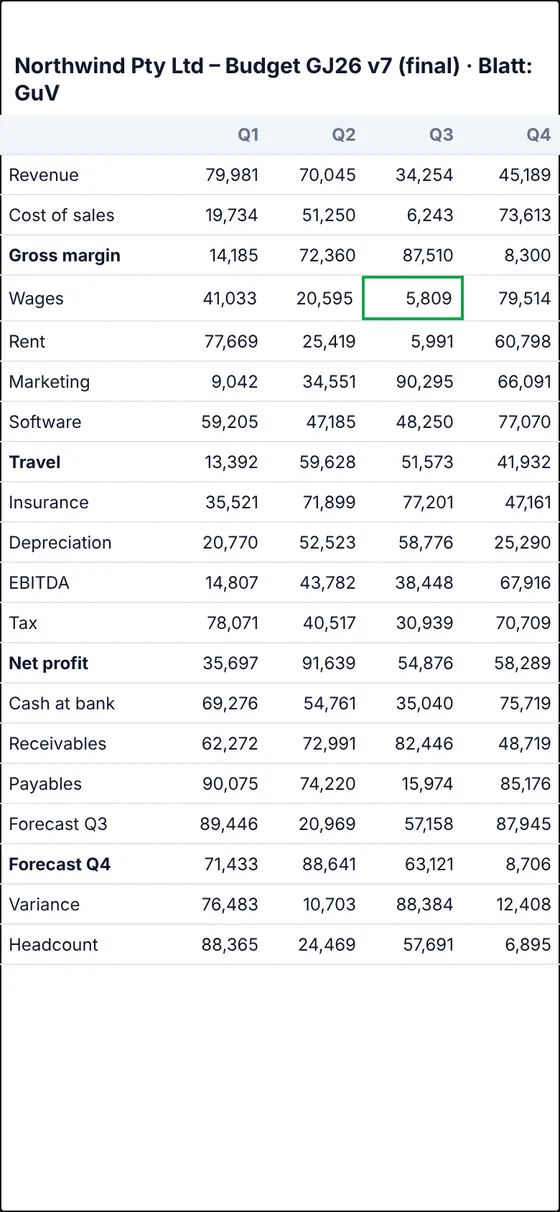 Northwind Pty Ltd – Budget GJ26 v7 (final) · Blatt:
GuV
Q1 Q2 Q3 Q4
Revenue 79,981 70,045 34,254 45,189
Cost of sales 19,734 51,250 6,243 73,613
Gross margin 14,185 72,360 87,510 8,300
Wages 41,033 20,595 5,809 79,514
Rent 77,669 25,419 5,991 60,798
Marketing 9,042 34,551 90,295 66,091
Software 59,205 47,185 48,250 77,070
Travel 13,392 59,628 51,573 41,932
Insurance 35,521 71,899 77,201 47,161
Depreciation 20,770 52,523 58,776 25,290
EBITDA 14,807 43,782 38,448 67,916
Tax 78,071 40,517 30,939 70,709
Net profit 35,697 91,639 54,876 58,289
Cash at bank 69,276 54,761 35,040 75,719
Receivables 62,272 72,991 82,446 48,719
Payables 90,075 74,220 15,974 85,176
Forecast Q3 89,446 20,969 57,158 87,945
Forecast Q4 71,433 88,641 63,121 8,706
Variance 76,483 10,703 88,384 12,408
Headcount 88,365 24,469 57,691 6,895